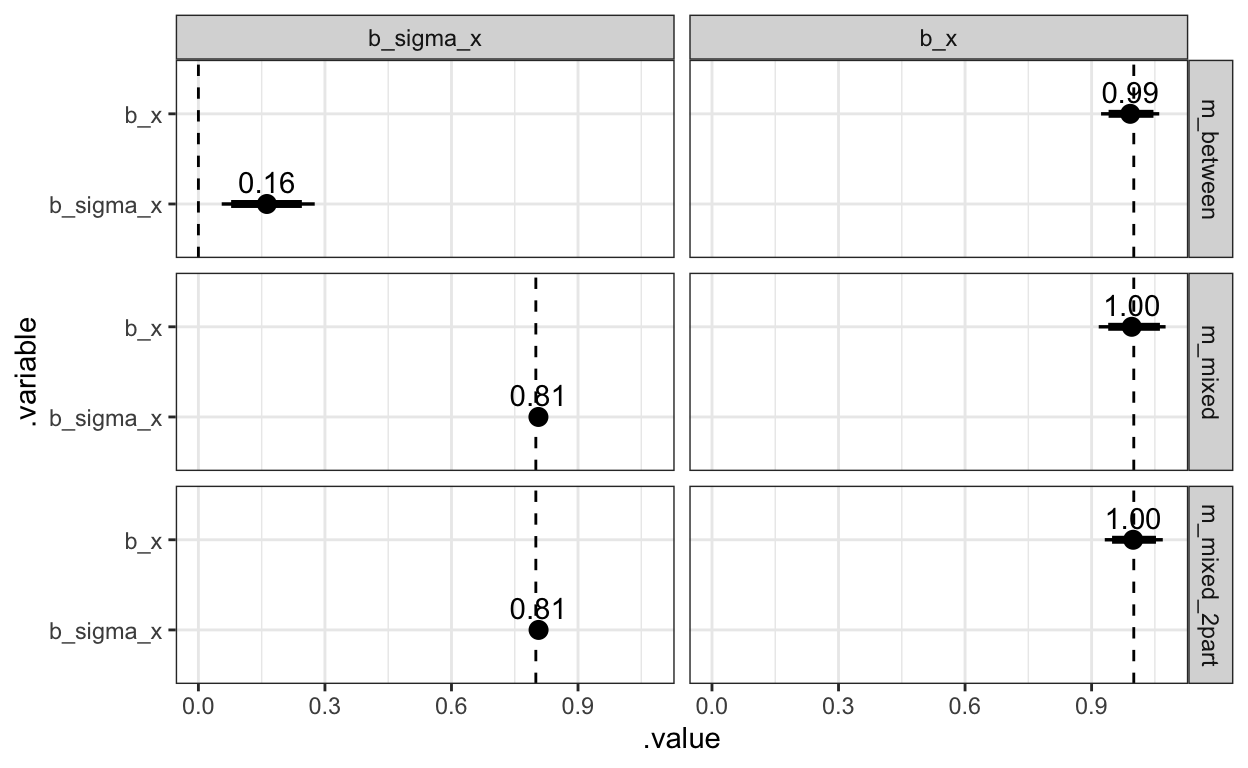 b_sigma_x
b_x
b_x
0.99
0.16
b_sigma_x
m_between
b_x
1.00
0.81
b_sigma_x
m_mixed
b_x
1.00
0.81
b_sigma_x
m_mixed_2part
.variable
0.0 0.3 0.6 0.9
0.0 0.3 0.6 0.9
.value